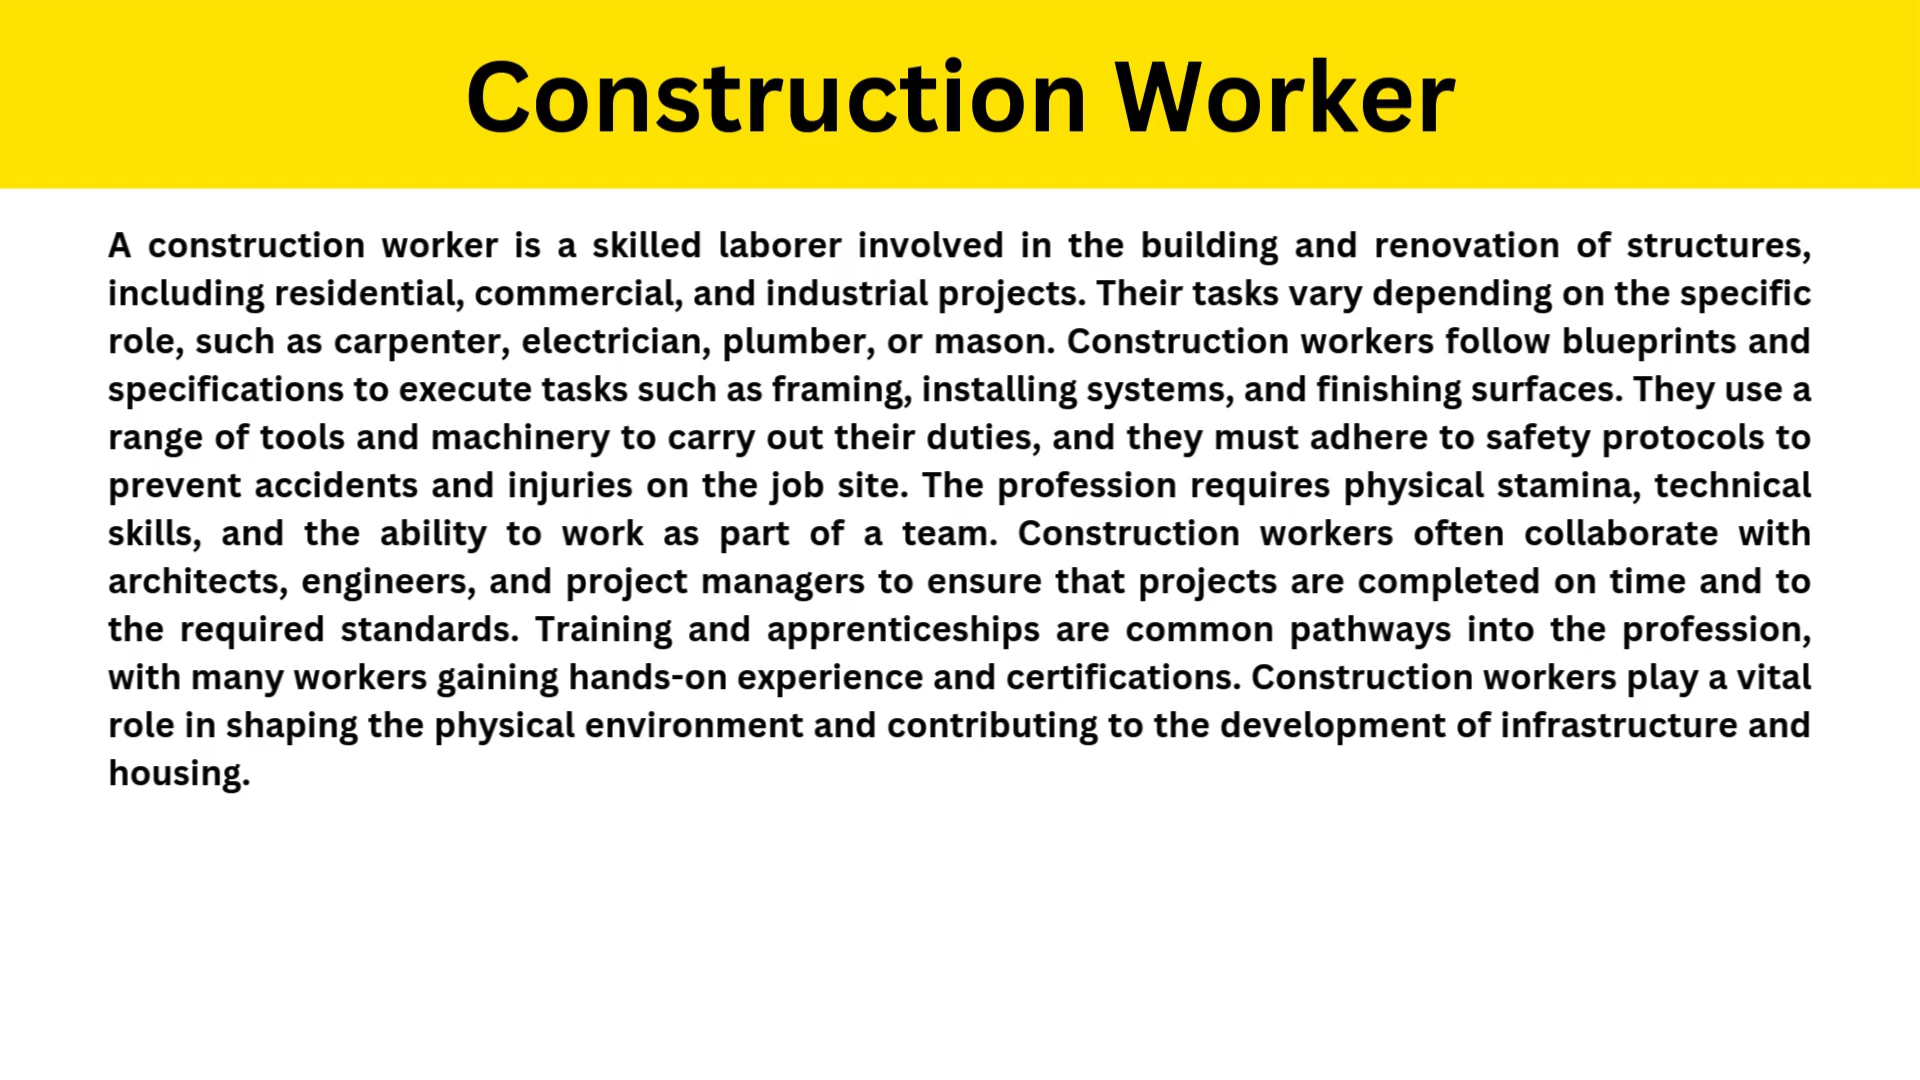 Construction Worker
A construction worker is a skilled laborer involved in the building and renovation of structures,
including residential, commercial, and industrial projects. Their tasks vary depending on the specific
role, such as carpenter, electrician, plumber, or mason. Construction workers follow blueprints and
specifications to execute tasks such as framing, installing systems, and finishing surfaces. They use a
range of tools and machinery to carry out their duties, and they must adhere to safety protocols to
prevent accidents and injuries on the job site. The profession requires physical stamina, technical
skills, and the ability to work as part of a team. Construction workers often collaborate with
architects, engineers, and project managers to ensure that projects are completed on time and to
the required standards. Training and apprenticeships are common pathways into the profession,
with many workers gaining hands-on experience and certifications. Construction workers play a vital
role in shaping the physical environment and contributing to the development of infrastructure and
housing.